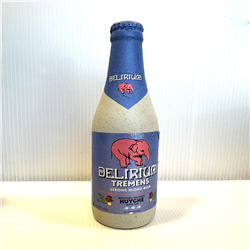 DELIRIUM
DELIRIUM
TREMENS
STRONG BLOND BEER
HUYGHE